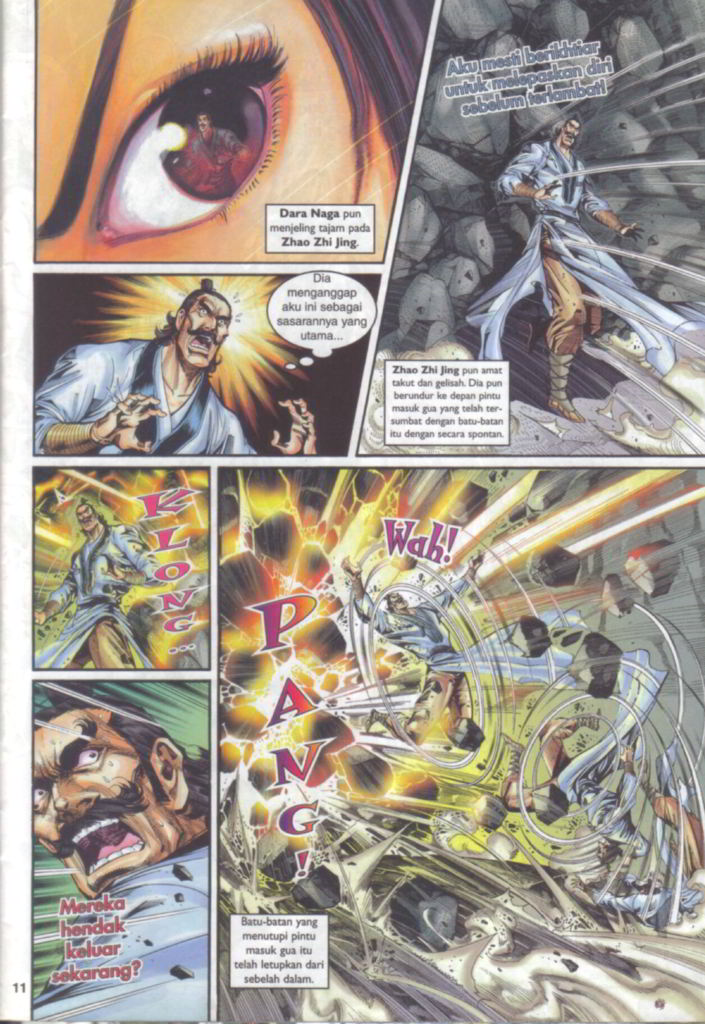 Dara Naga pun
menjeling tajam pada
Zhao Zhi Jing.
Aku mesti berikhtiar
untuk melepaskan diri
sebelum terlambat!
Dia
menganggap
aku ini sebagai
sasarannya yang
utama...
Zhao Zhi Jing pun amat
takut dan gelisah. Dia pun
berundur ke depan pintu
masuk gua yang telah ter-
sumbat dengan batu-batan
itu dengan secara spontan.
KLONG...
PANG!
Wah!
Mereka
hendak
keluar
sekarang?
Batu-batan yang
menutupi pintu
masuk gua itu
telah letupkan dari
sebelah dalam.
11